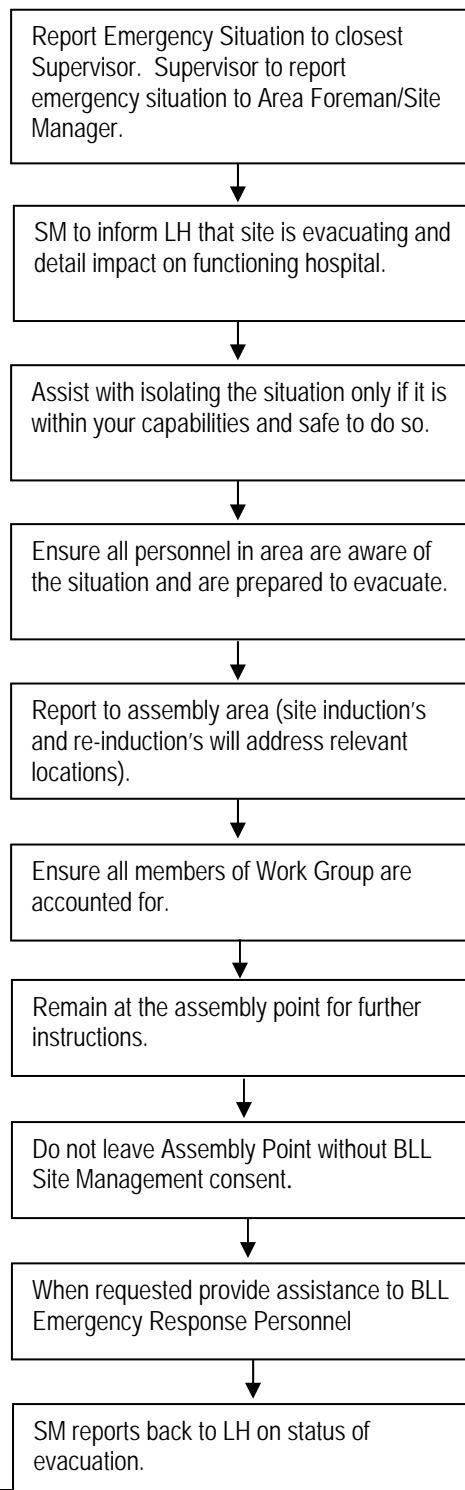 Report Emergency Situation to closest
Supervisor. Supervisor to report
emergency situation to Area Foreman/Site
Manager.
SM to inform LH that site is evacuating and
detail impact on functioning hospital.
Assist with isolating the situation only if it is
within your capabilities and safe to do so.
Ensure all personnel in area are aware of
the situation and are prepared to evacuate.
Report to assembly area (site induction's
and re-induction's will address relevant
locations).
Ensure all members of Work Group are
accounted for.
Remain at the assembly point for further
instructions.
Do not leave Assembly Point without BLL
Site Management consent.
When requested provide assistance to BLL
Emergency Response Personnel
SM reports back to LH on status of
evacuation.